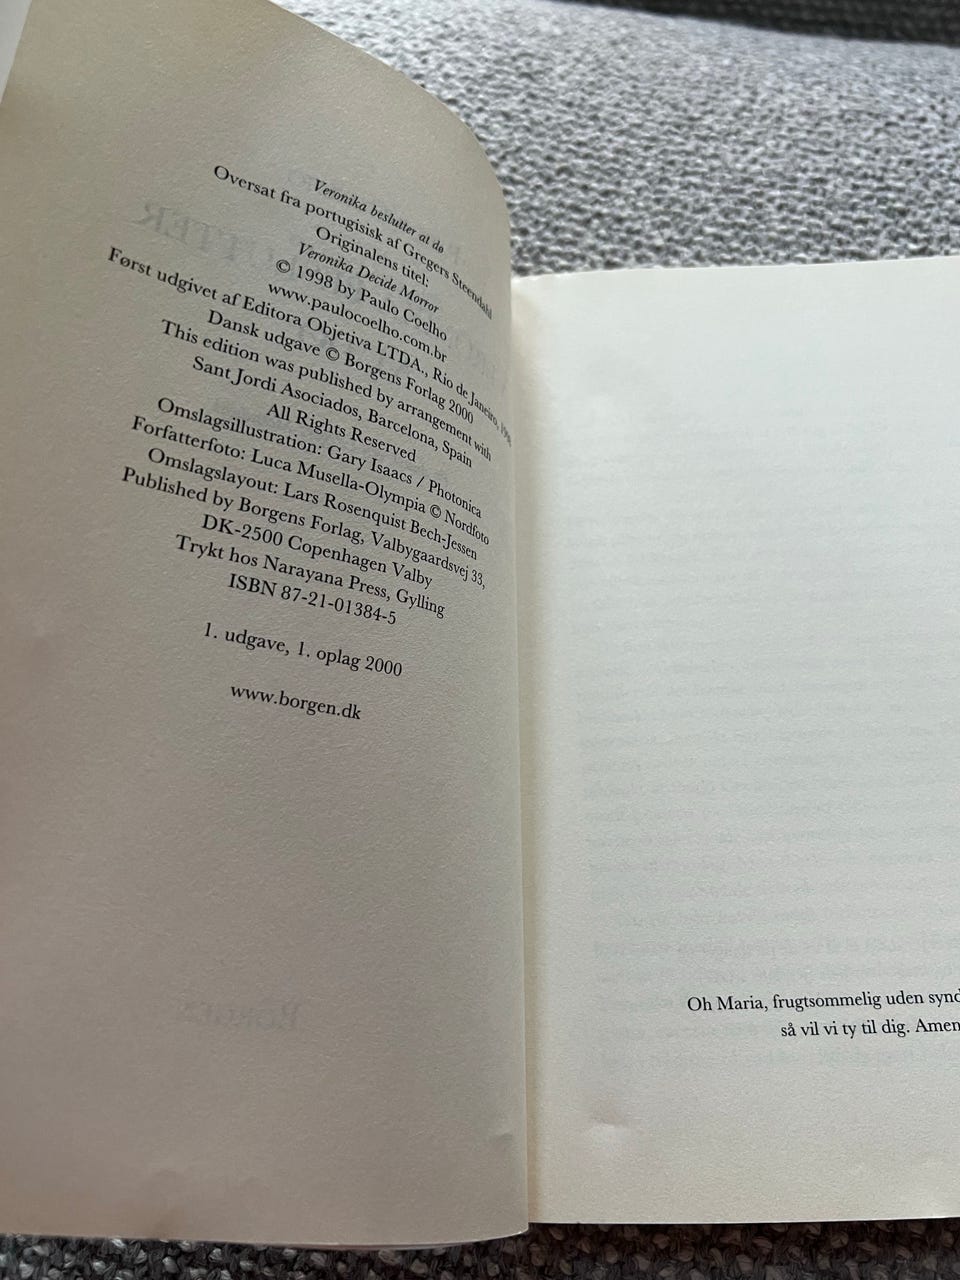 Veronika beslutter at dø
Oversat fra portugisisk af Gregers Steendahl
Originalens titel:
Veronika Decide Morror
© 1998 by Paulo Coelho
www.paulocoelho.com.br
Først udgivet af Editora Objetiva LTDA., Rio de Janeiro, 1998
Dansk udgave © Borgens Forlag 2000
This edition was published by arrangement with
Sant Jordi Asociados, Barcelona, Spain
All Rights Reserved
Omslagsillustration: Gary Isaacs / Photonica
Forfatterfoto: Luca Musella-Olympia © Nordfoto
Omslagslayout: Lars Rosenquist Bech-Jessen
Published by Borgens Forlag, Valbygaardsvej 33,
DK-2500 Copenhagen Valby
Trykt hos Narayana Press, Gylling
ISBN 87-21-01384-5
1. udgave, 1. oplag 2000
www.borgen.dk
Oh Maria, frugtsommelig uden synd
så vil vi ty til dig. Amen